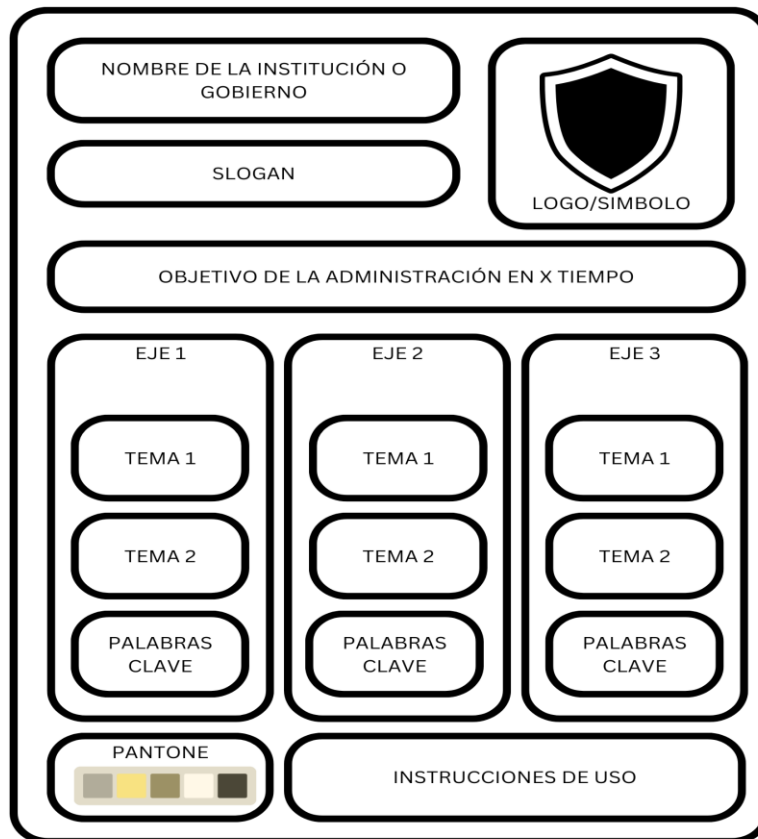 NOMBRE DE LA INSTITUCIÓN O
GOBIERNO
SLOGAN
LOGO/SIMBOLO
OBJETIVO DE LA ADMINISTRACIÓN EN X TIEMPO
EJE 1
TEMA 1
TEMA 2
PALABRAS
CLAVE
EJE 2
TEMA 1
TEMA 2
PALABRAS
CLAVE
EJE 3
TEMA 1
TEMA 2
PALABRAS
CLAVE
PANTONE
INSTRUCCIONES DE USO